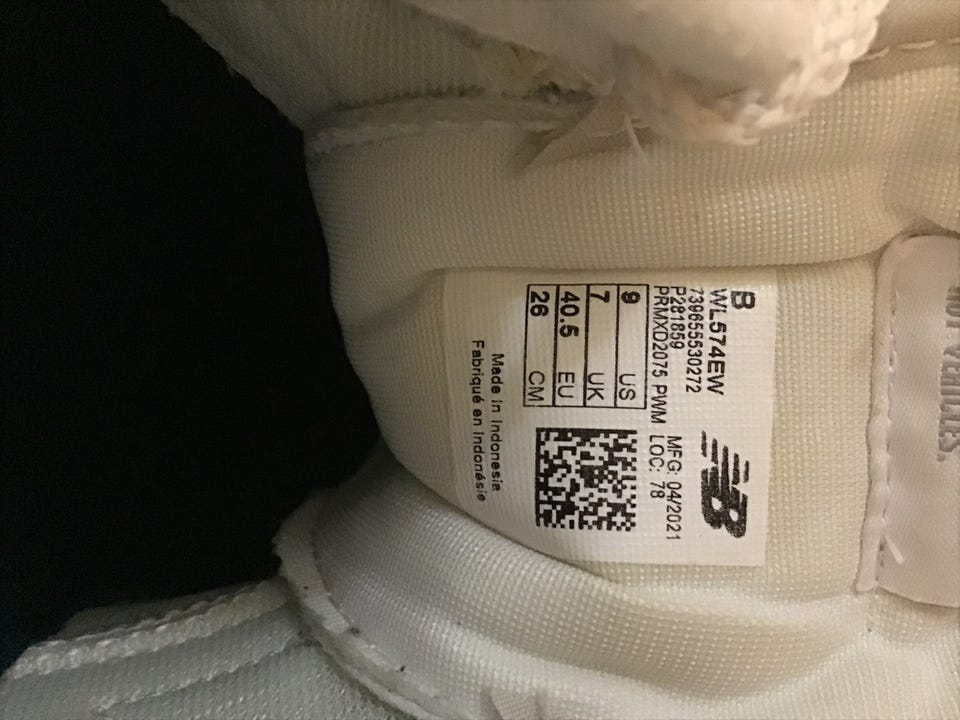 B
WL574EW
739655530272
P281859
PRMXD2075 PWM
MFG: 04/2021
LOC: 78
NB
9 US
7 UK
40.5 EU
26 CM
Made in Indonesia
Fabriqué en Indonésie